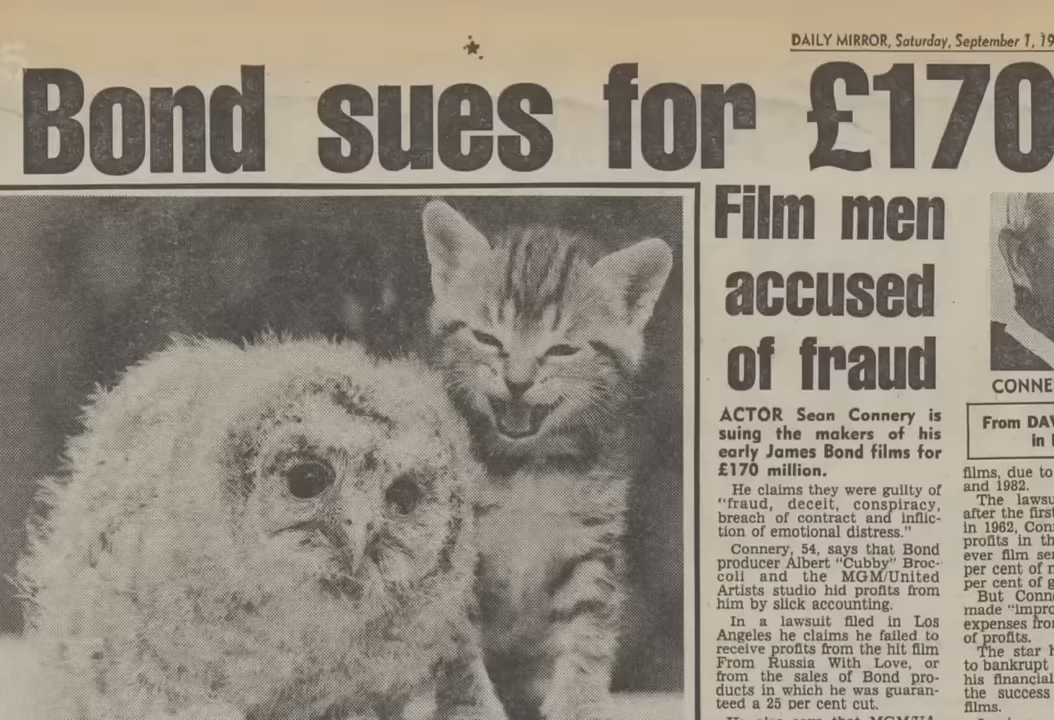 DAILY MIRROR, Saturday, September 1, 19
Bond sues for £170
Film men
accused
of fraud
ACTOR Sean Connery is
suing the makers of his
early James Bond films for
£170 million.
He claims they were guilty of
"fraud, deceit, conspiracy,
breach of contract and inflic-
tion of emotional distress."
Connery, 54, says that Bond
producer Albert "Cubby" Broc-
coli and the MGM/United
Artists studio hid profits from
him by slick accounting.
In a lawsuit filed in Los
Angeles he claims he failed to
receive profits from the hit film
From Russia With Love, or
from the sales of Bond pro-
ducts in which he was guaran-
teed a 25 per cent cut.
CONNE
From DAV
in
films, due to
and 1982.
The lawsu
after the first
in 1962, Con
profits in th
ever film ser
per cent of n
per cent of g
But Conn
made "impro
expenses fro
of profits.
The star h
to bankrupt
his financial
the success
films.